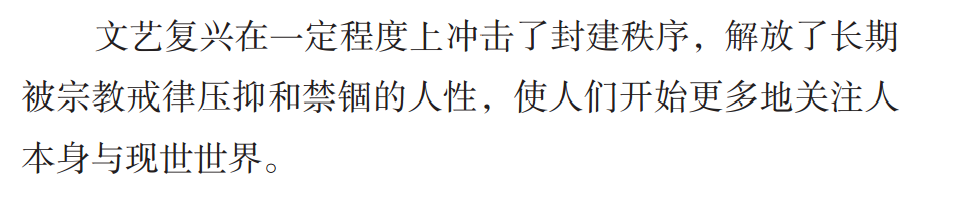 文艺复兴在一定程度上冲击了封建秩序，解放了长期
被宗教戒律压抑和禁锢的人性，使人们开始更多地关注人
本身与现世世界。